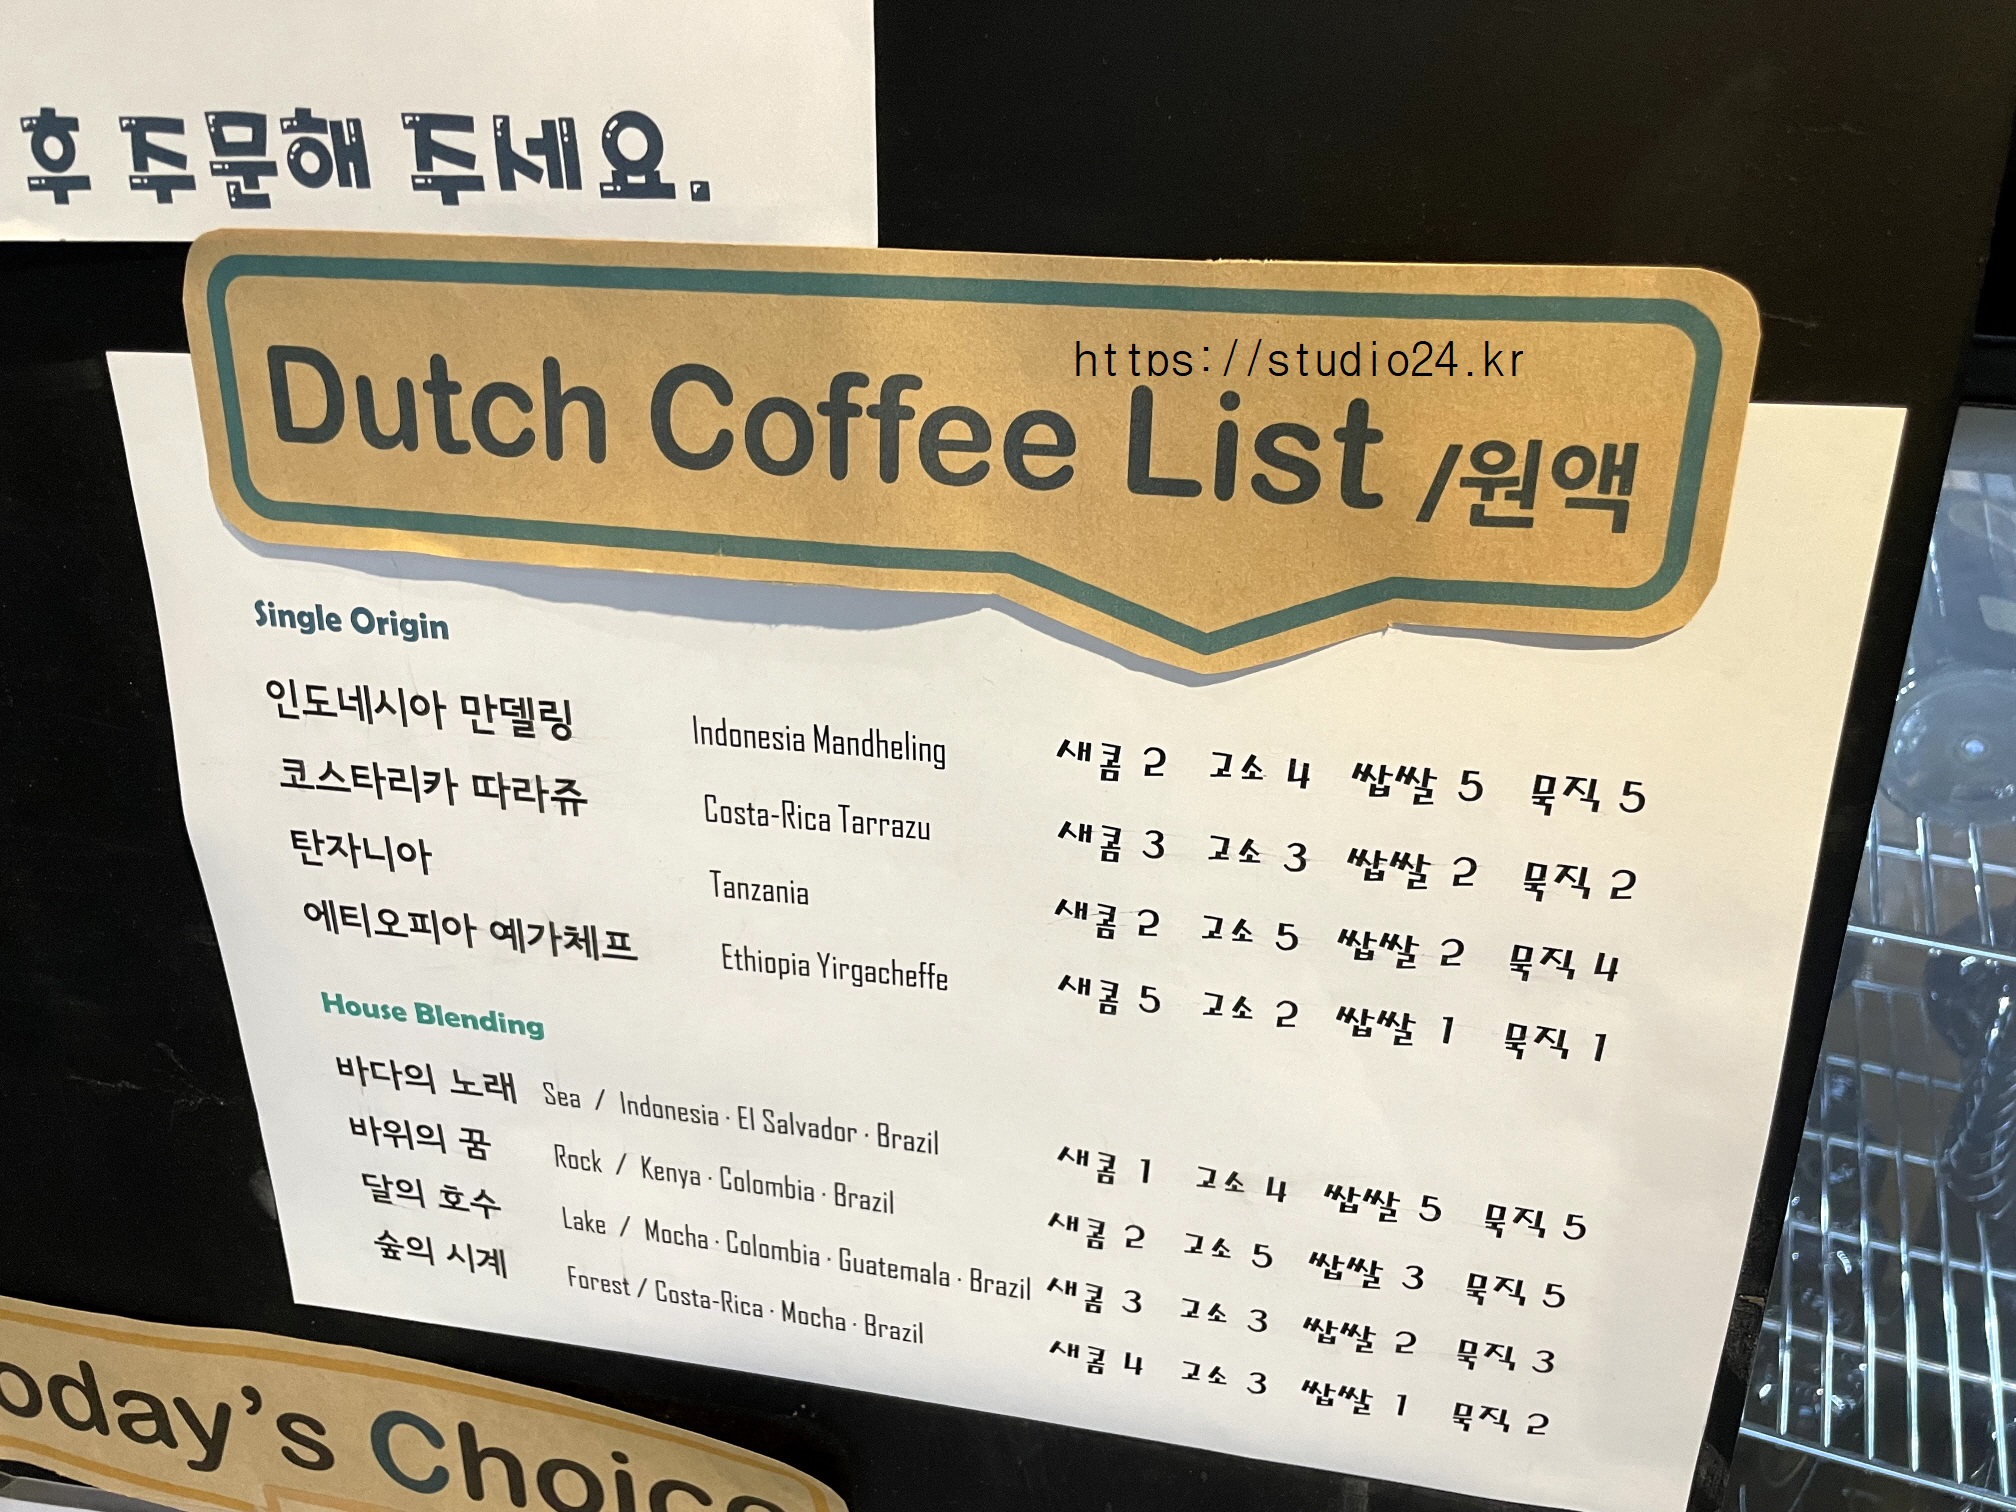 후 주문해 주세요.
https://studio24.kr
Dutch Coffee List /원액
Single Origin
인도네시아 만델링 Indonesia Mandheling 새콤 2 고소 4 쌉쌀 5 묵직 5
코스타리카 따라쥬 Costa-Rica Tarrazu 새콤 3 고소 3 쌉쌀 2 묵직 2
탄자니아 Tanzania 새콤 2 고소 5 쌉쌀 2 묵직 4
에티오피아 예가체프 Ethiopia Yirgacheffe 새콤 5 고소 2 쌉쌀 1 묵직 1
House Blending
바다의 노래 Sea / Indonesia · El Salvador · Brazil 새콤 1 고소 4 쌉쌀 5 묵직 5
바위의 꿈 Rock / Kenya · Colombia · Brazil 새콤 2 고소 5 쌉쌀 3 묵직 5
달의 호수 Lake / Mocha · Colombia · Guatemala · Brazil 새콤 3 고소 3 쌉쌀 2 묵직 3
숲의 시계 Forest / Costa-Rica · Mocha · Brazil 새콤 4 고소 3 쌉쌀 1 묵직 2
oday's Choice